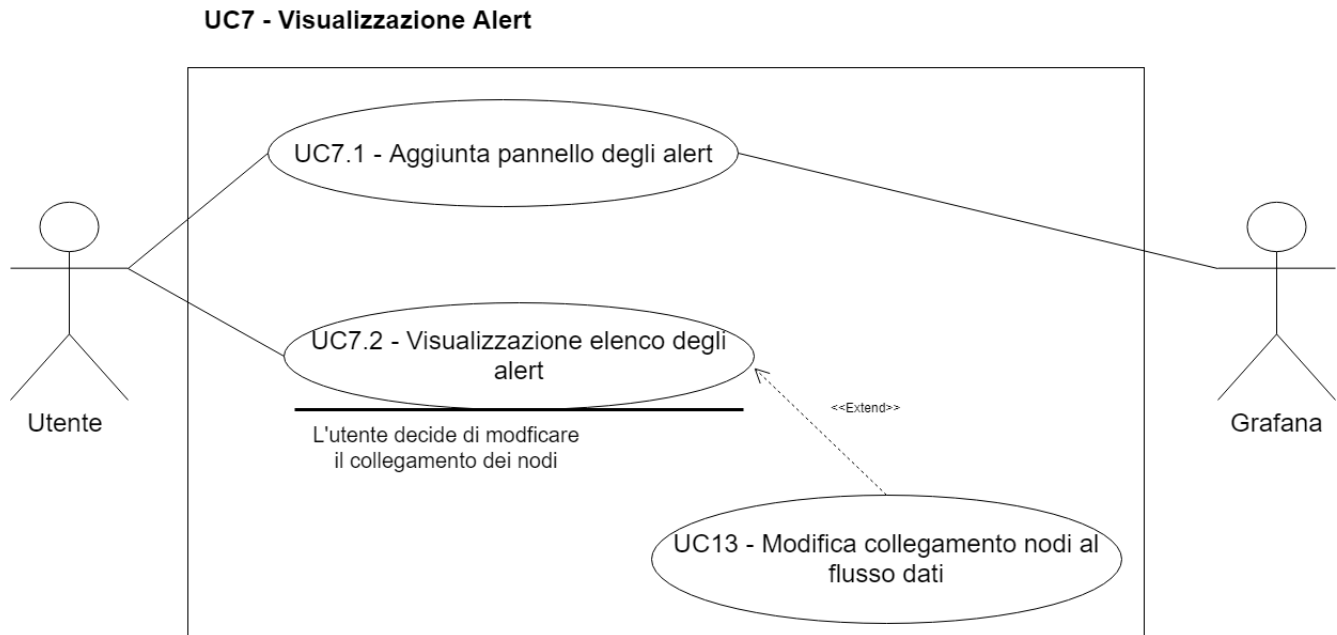 UC7 - Visualizzazione Alert
UC7.1 - Aggiunta pannello degli alert
UC7.2 - Visualizzazione elenco degli
alert
L'utente decide di modficare
il collegamento dei nodi
<<Extend>>
Utente
Grafana
UC13 - Modifica collegamento nodi al
flusso dati